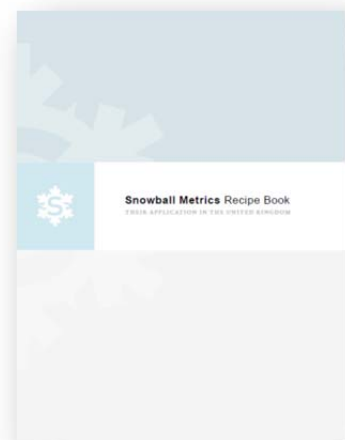 S
Snowball Metrics Recipe Book
THEIR APPLICATION IN THE UNITED KINGDOM